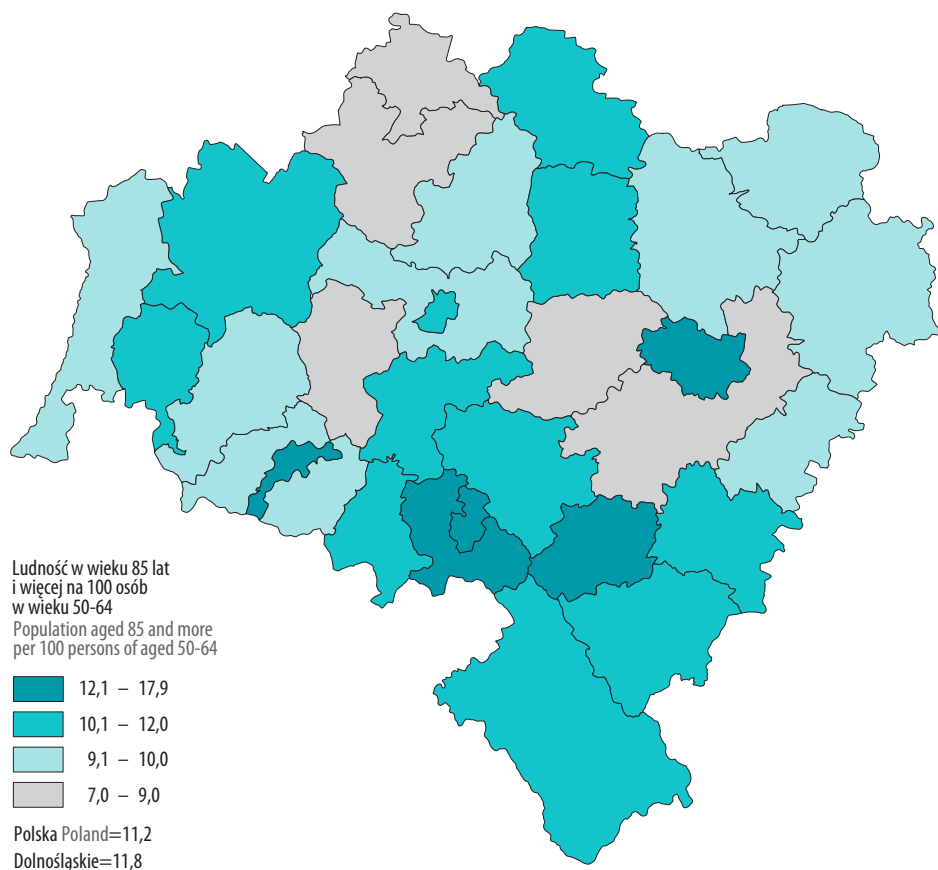 Ludność w wieku 85 lat
i więcej na 100 osób
w wieku 50-64
Population aged 85 and more
per 100 persons of aged 50-64
12,1 – 17,9
10,1 – 12,0
9,1 – 10,0
7,0 – 9,0
Polska Poland=11,2
Dolnośląskie=11,8